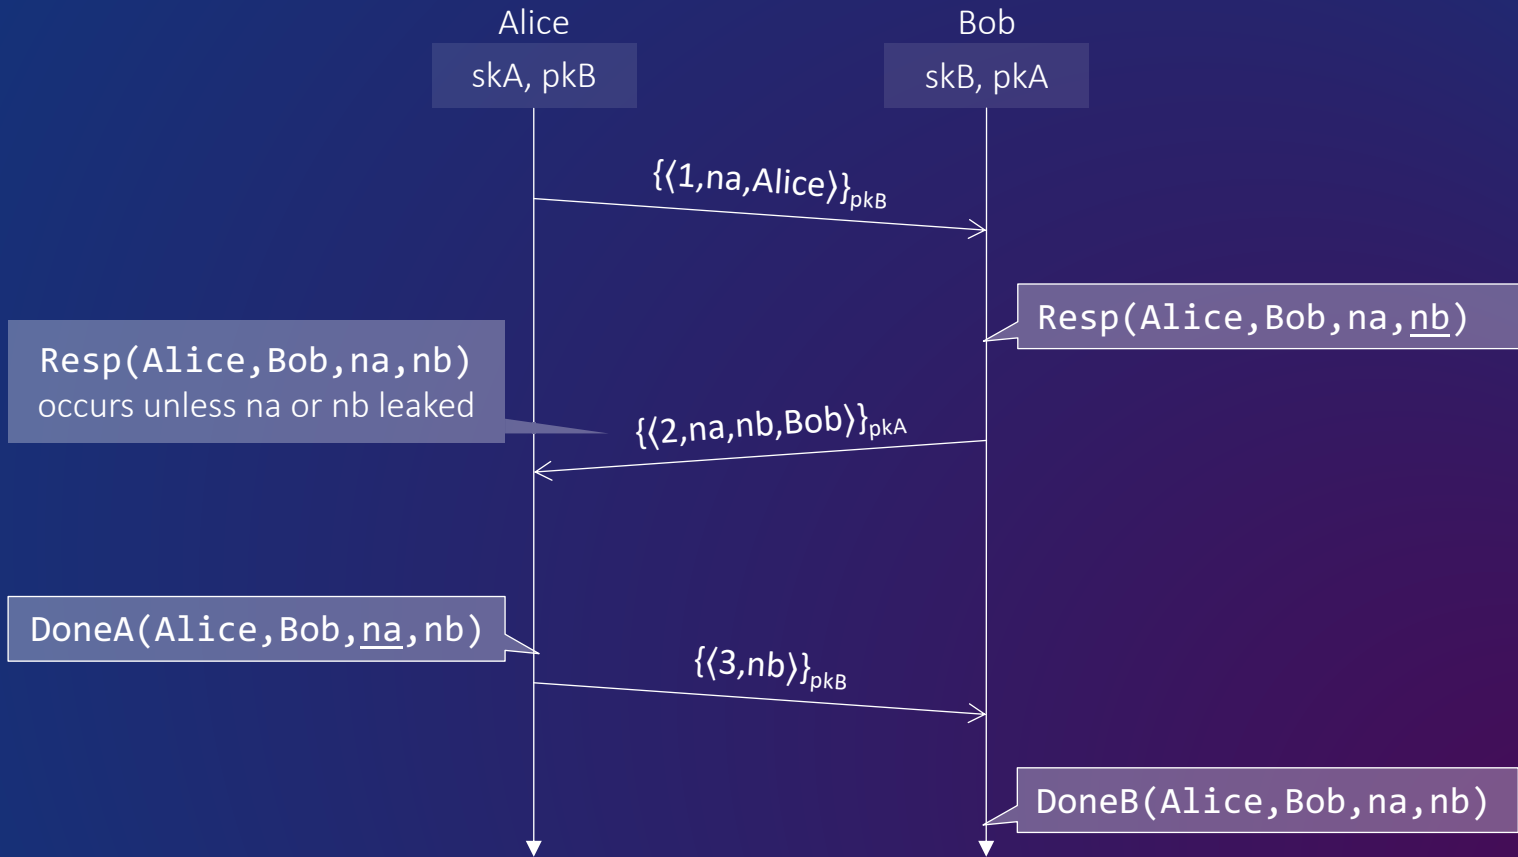 Alice
Bob
skA, pkB
skB, pkA
{⟨1,na,Alice⟩}pkB
Resp(Alice,Bob,na,nb)
Resp(Alice,Bob,na,nb)
occurs unless na or nb leaked
{⟨2,na,nb,Bob⟩}pkA
DoneA(Alice,Bob,na,nb)
{⟨3,nb⟩}pkB
DoneB(Alice,Bob,na,nb)